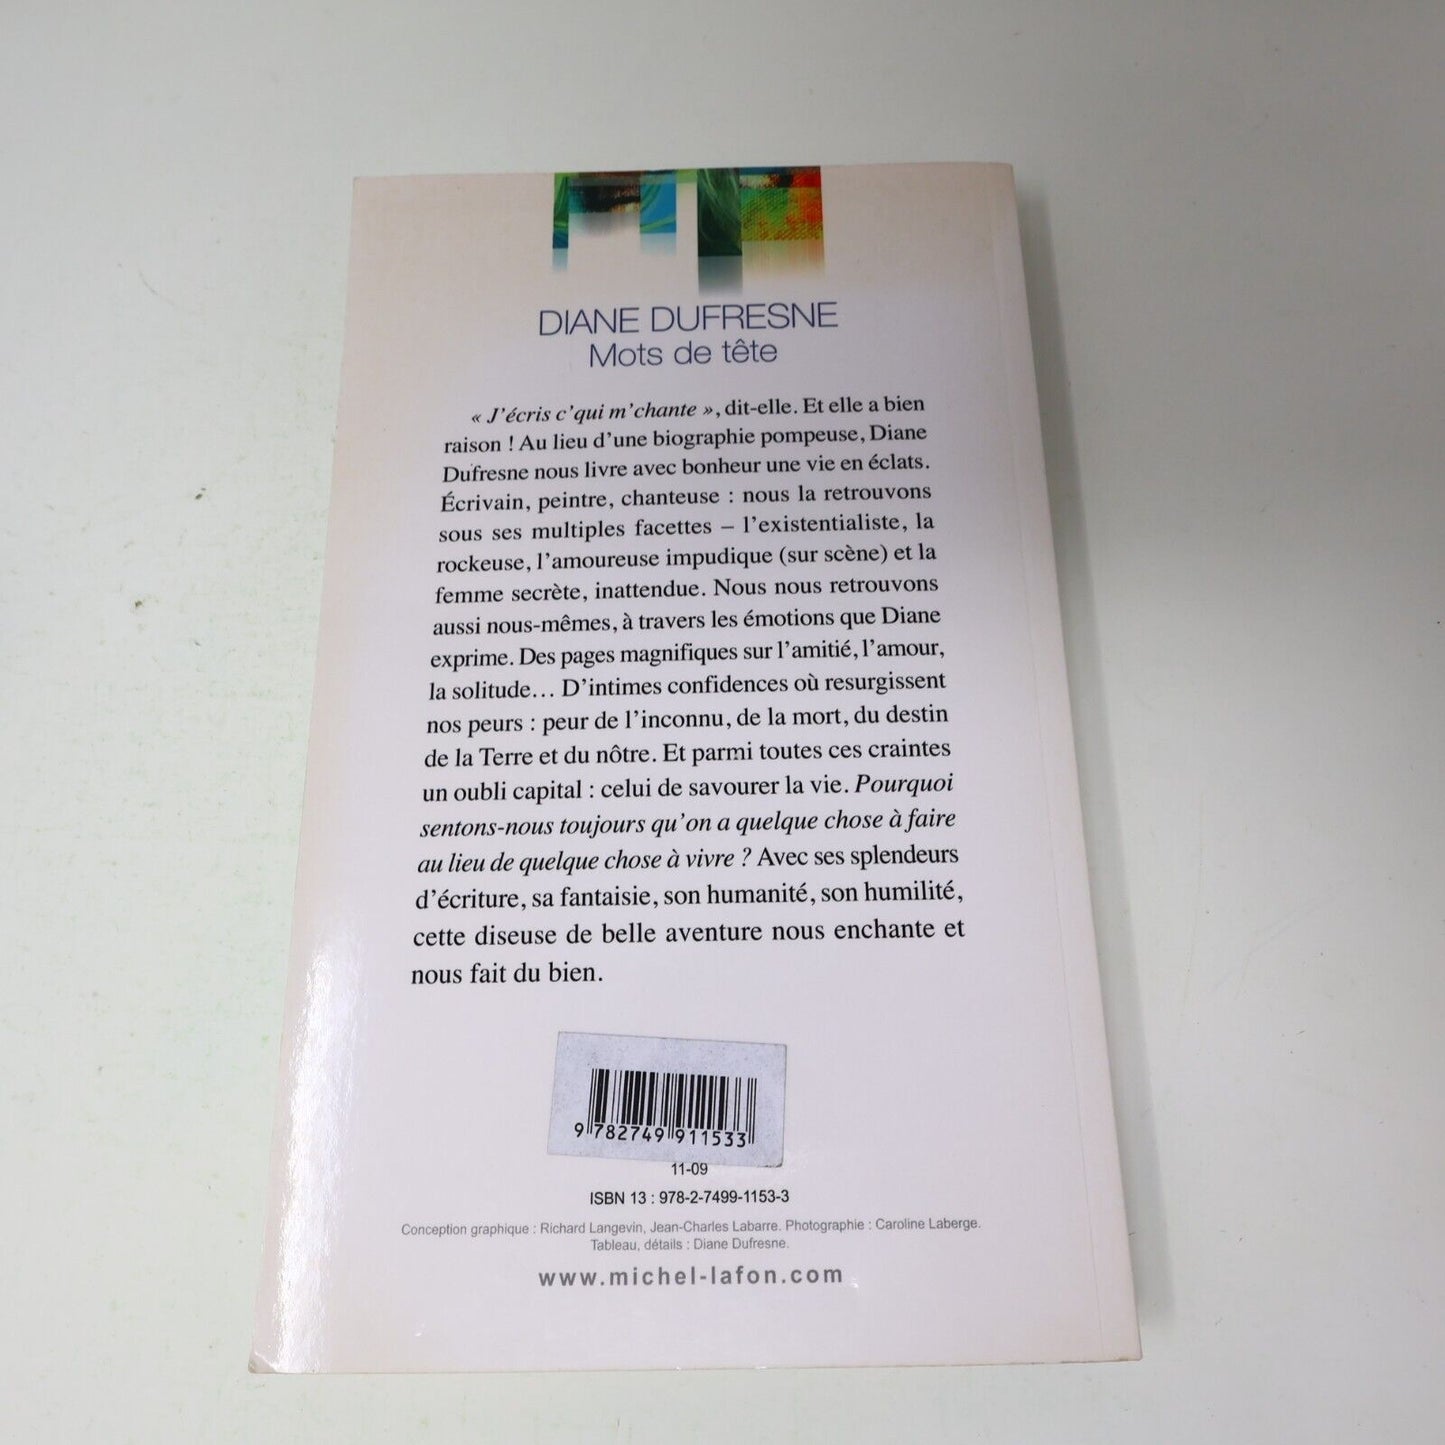 DIANE DUFRESNE
Mots de tête
« J'écris c'qui m'chante », dit-elle. Et elle a bien
raison ! Au lieu d'une biographie pompeuse, Diane
Dufresne nous livre avec bonheur une vie en éclats.
Écrivain, peintre, chanteuse : nous la retrouvons
sous ses multiples facettes – l'existentialiste, la
rockeuse, l'amoureuse impudique (sur scène) et la
femme secrète, inattendue. Nous nous retrouvons
aussi nous-mêmes, à travers les émotions que Diane
exprime. Des pages magnifiques sur l'amitié, l'amour,
la solitude… D'intimes confidences où resurgissent
nos peurs : peur de l'inconnu, de la mort, du destin
de la Terre et du nôtre. Et parmi toutes ces craintes
un oubli capital : celui de savourer la vie. Pourquoi
sentons-nous toujours qu'on a quelque chose à faire
au lieu de quelque chose à vivre ? Avec ses splendeurs
d'écriture, sa fantaisie, son humanité, son humilité,
cette diseuse de belle aventure nous enchante et
nous fait du bien.
9 782749 911533
11-09
ISBN 13 : 978-2-7499-1153-3
Conception graphique : Richard Langevin, Jean-Charles Labarre. Photographie : Caroline Laberge.
Tableau, détails : Diane Dufresne.
www.michel-lafon.com